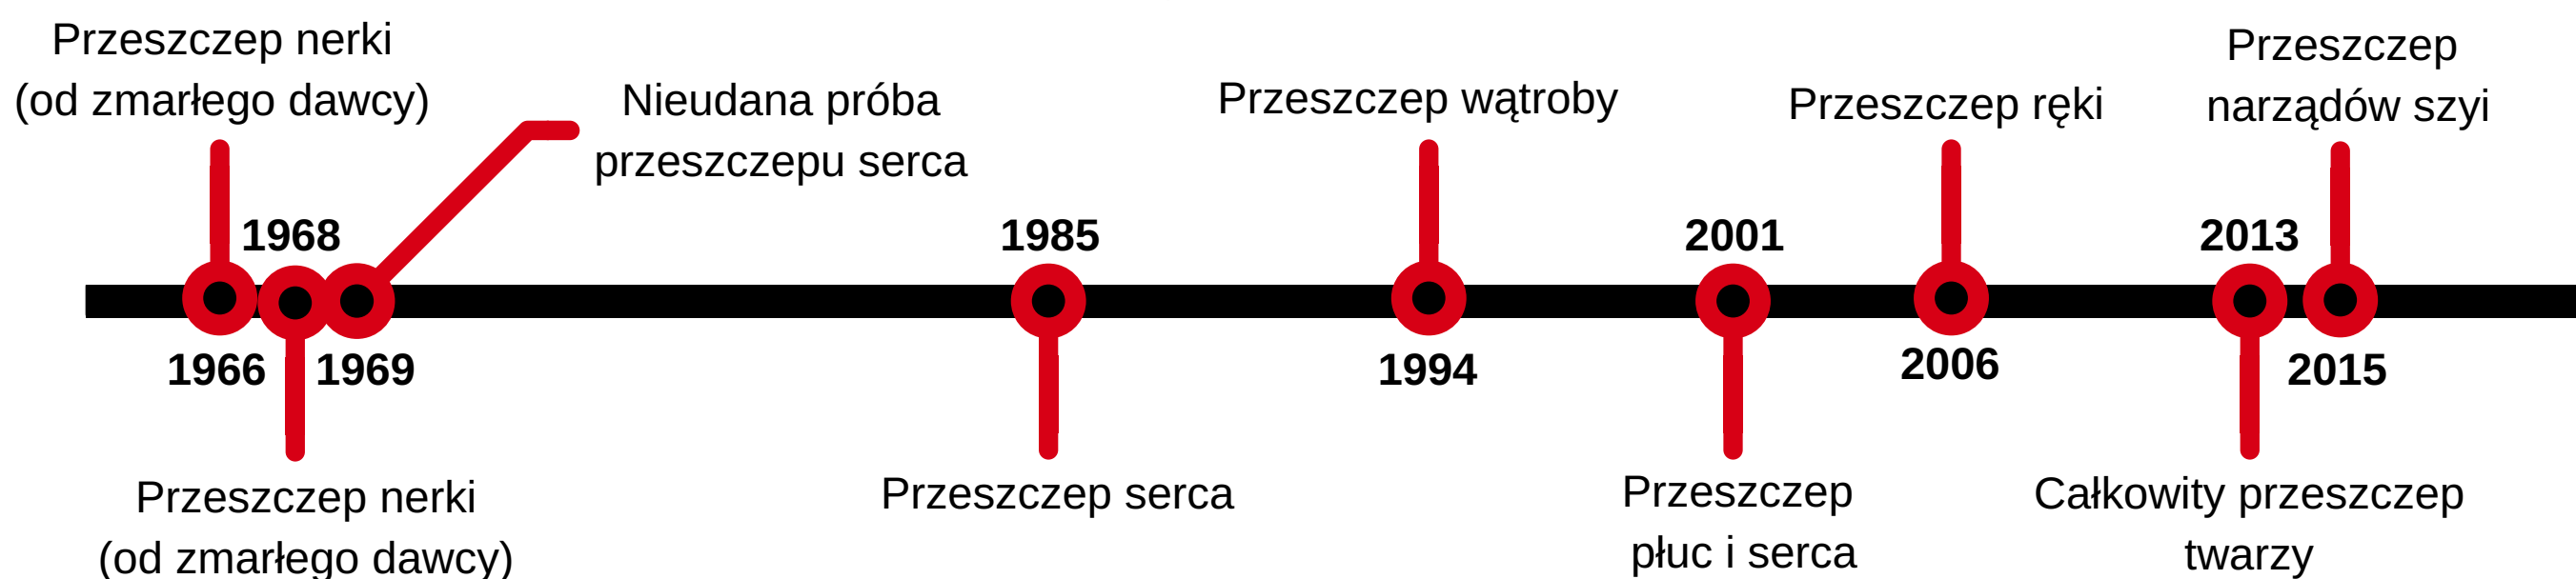 Przeszczep nerki
(od zmarłego dawcy)
1966
1968
Przeszczep nerki
(od zmarłego dawcy)
Nieudana próba
przeszczepu serca
1969
1985
Przeszczep serca
Przeszczep wątroby
1994
2001
Przeszczep
płuc i serca
Przeszczep ręki
2006
2013
Całkowity przeszczep
twarzy
Przeszczep
narządów szyi
2015